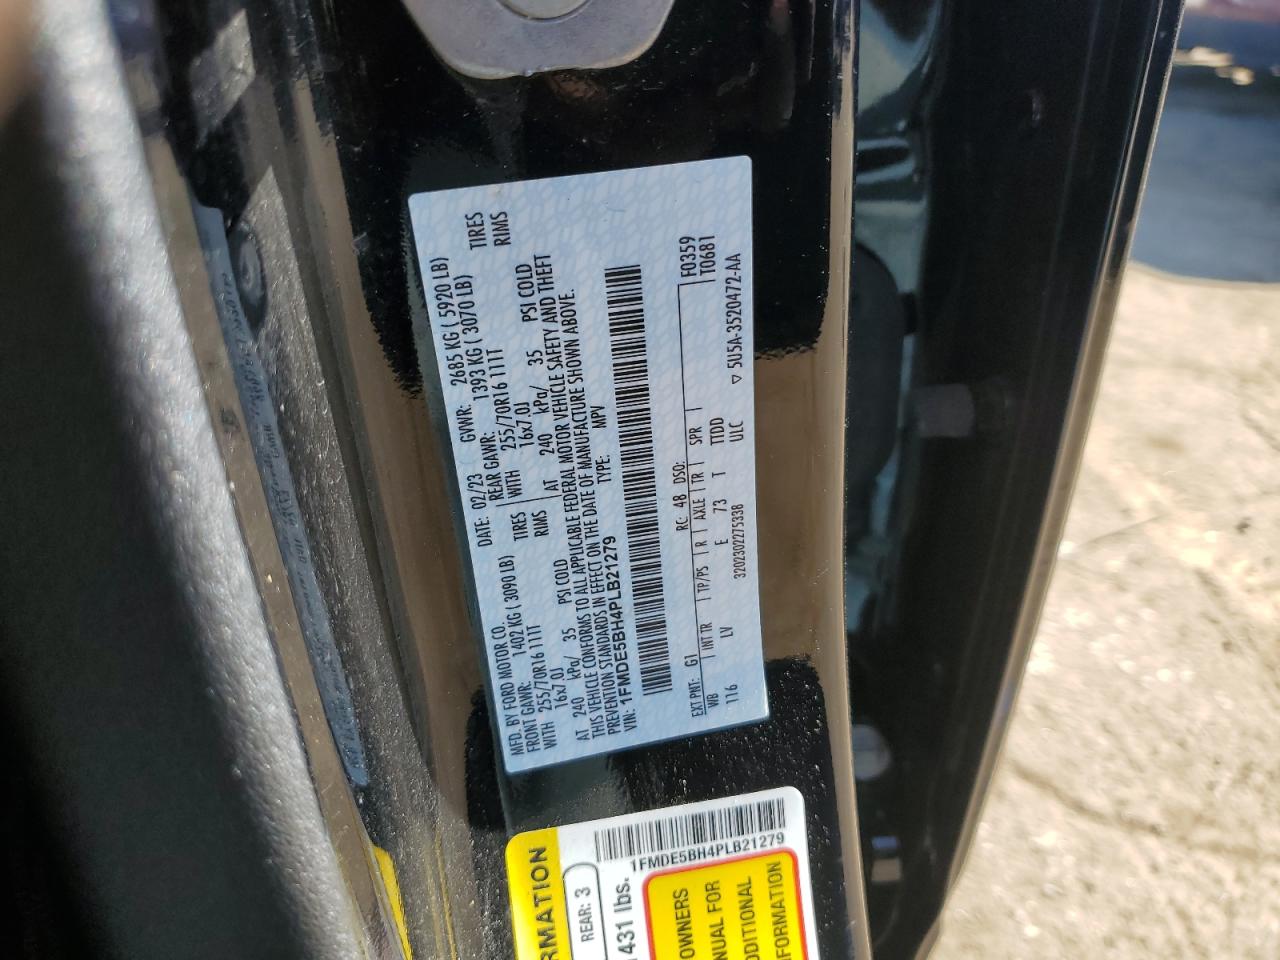 MFD. BY FORD MOTOR CO.
DATE: 02/23 GVWR: 2685 KG ( 5920 LB)
FRONT GAWR: 1402 KG ( 3090 LB) REAR GAWR: 1393 KG ( 3070 LB)
WITH 255/70R16 111T TIRES WITH 255/70R16 111T TIRES
16x7.0J RIMS 16x7.0J RIMS
AT 240 kPa/ 35 PSI COLD AT 240 kPa/ 35 PSI COLD
THIS VEHICLE CONFORMS TO ALL APPLICABLE FEDERAL MOTOR VEHICLE SAFETY AND THEFT
PREVENTION STANDARDS IN EFFECT ON THE DATE OF MANUFACTURE SHOWN ABOVE.
VIN: 1FMDE5BH4PLB21279 TYPE: MPV
F0359
T0681
EXT PNT: G1 RC: 48 DSO:
WB INT TR TP/PS R AXLE TR SPR
116 LV E 73 T TTDD
3202302275338 ULC
▽ 5U5A-3520472-AA
RMATION
REAR: 3
1431 lbs.
1FMDE5BH4PLB21279
OWNERS
NUAL FOR
DDITIONAL
FORMATION